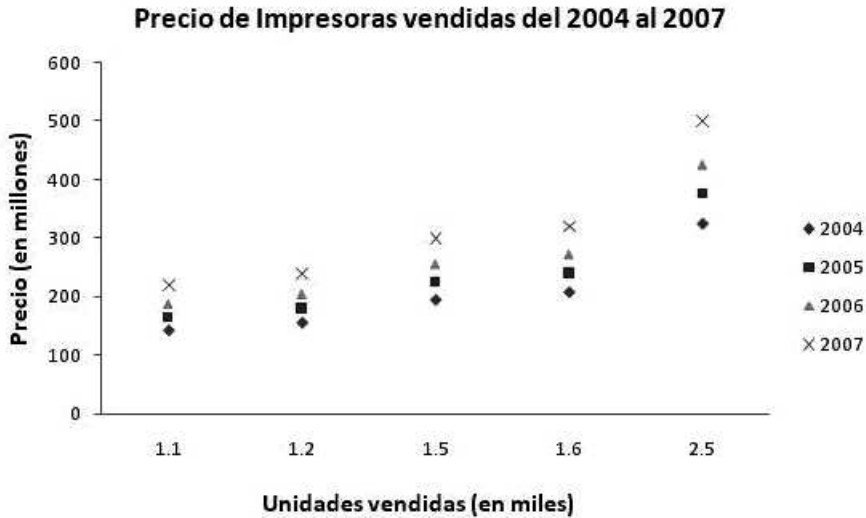 Precio de Impresoras vendidas del 2004 al 2007
600
500
400
300
200
100
0
Precio (en millones)
1.1 1.2 1.5 1.6 2.5
Unidades vendidas (en miles)
2004
2005
2006
2007